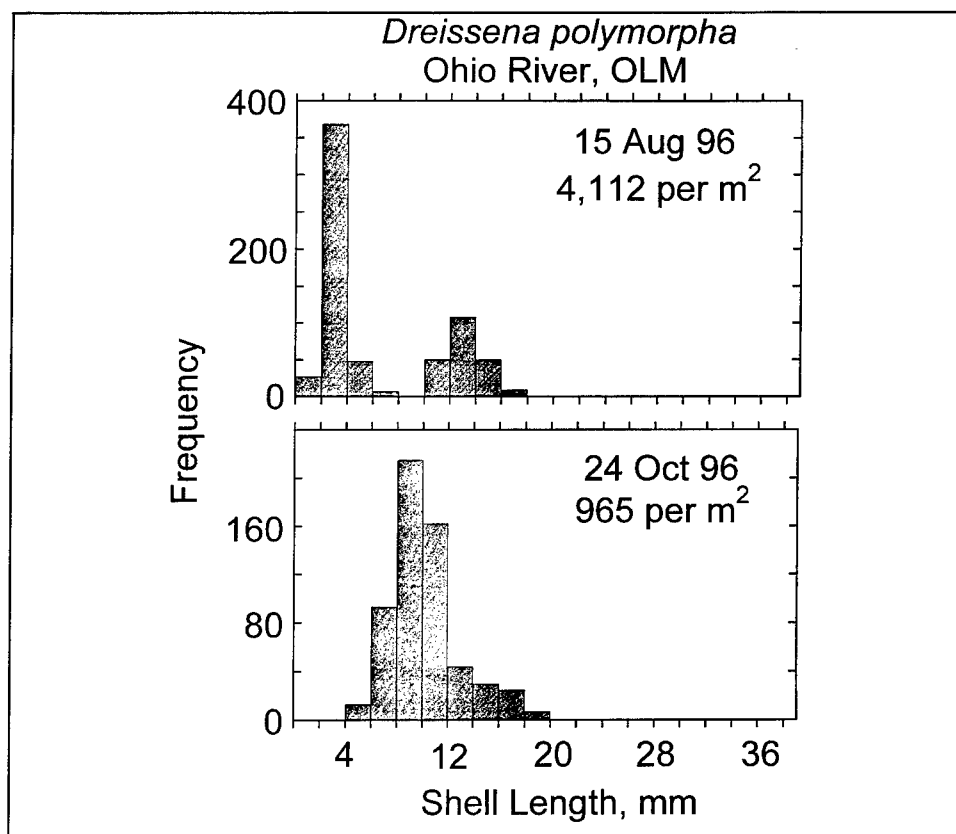 Dreissena polymorpha
Ohio River, OLM
400
200
0
15 Aug 96
4,112 per m²
Frequency
160
80
0
24 Oct 96
965 per m²
4 12 20 28 36
Shell Length, mm